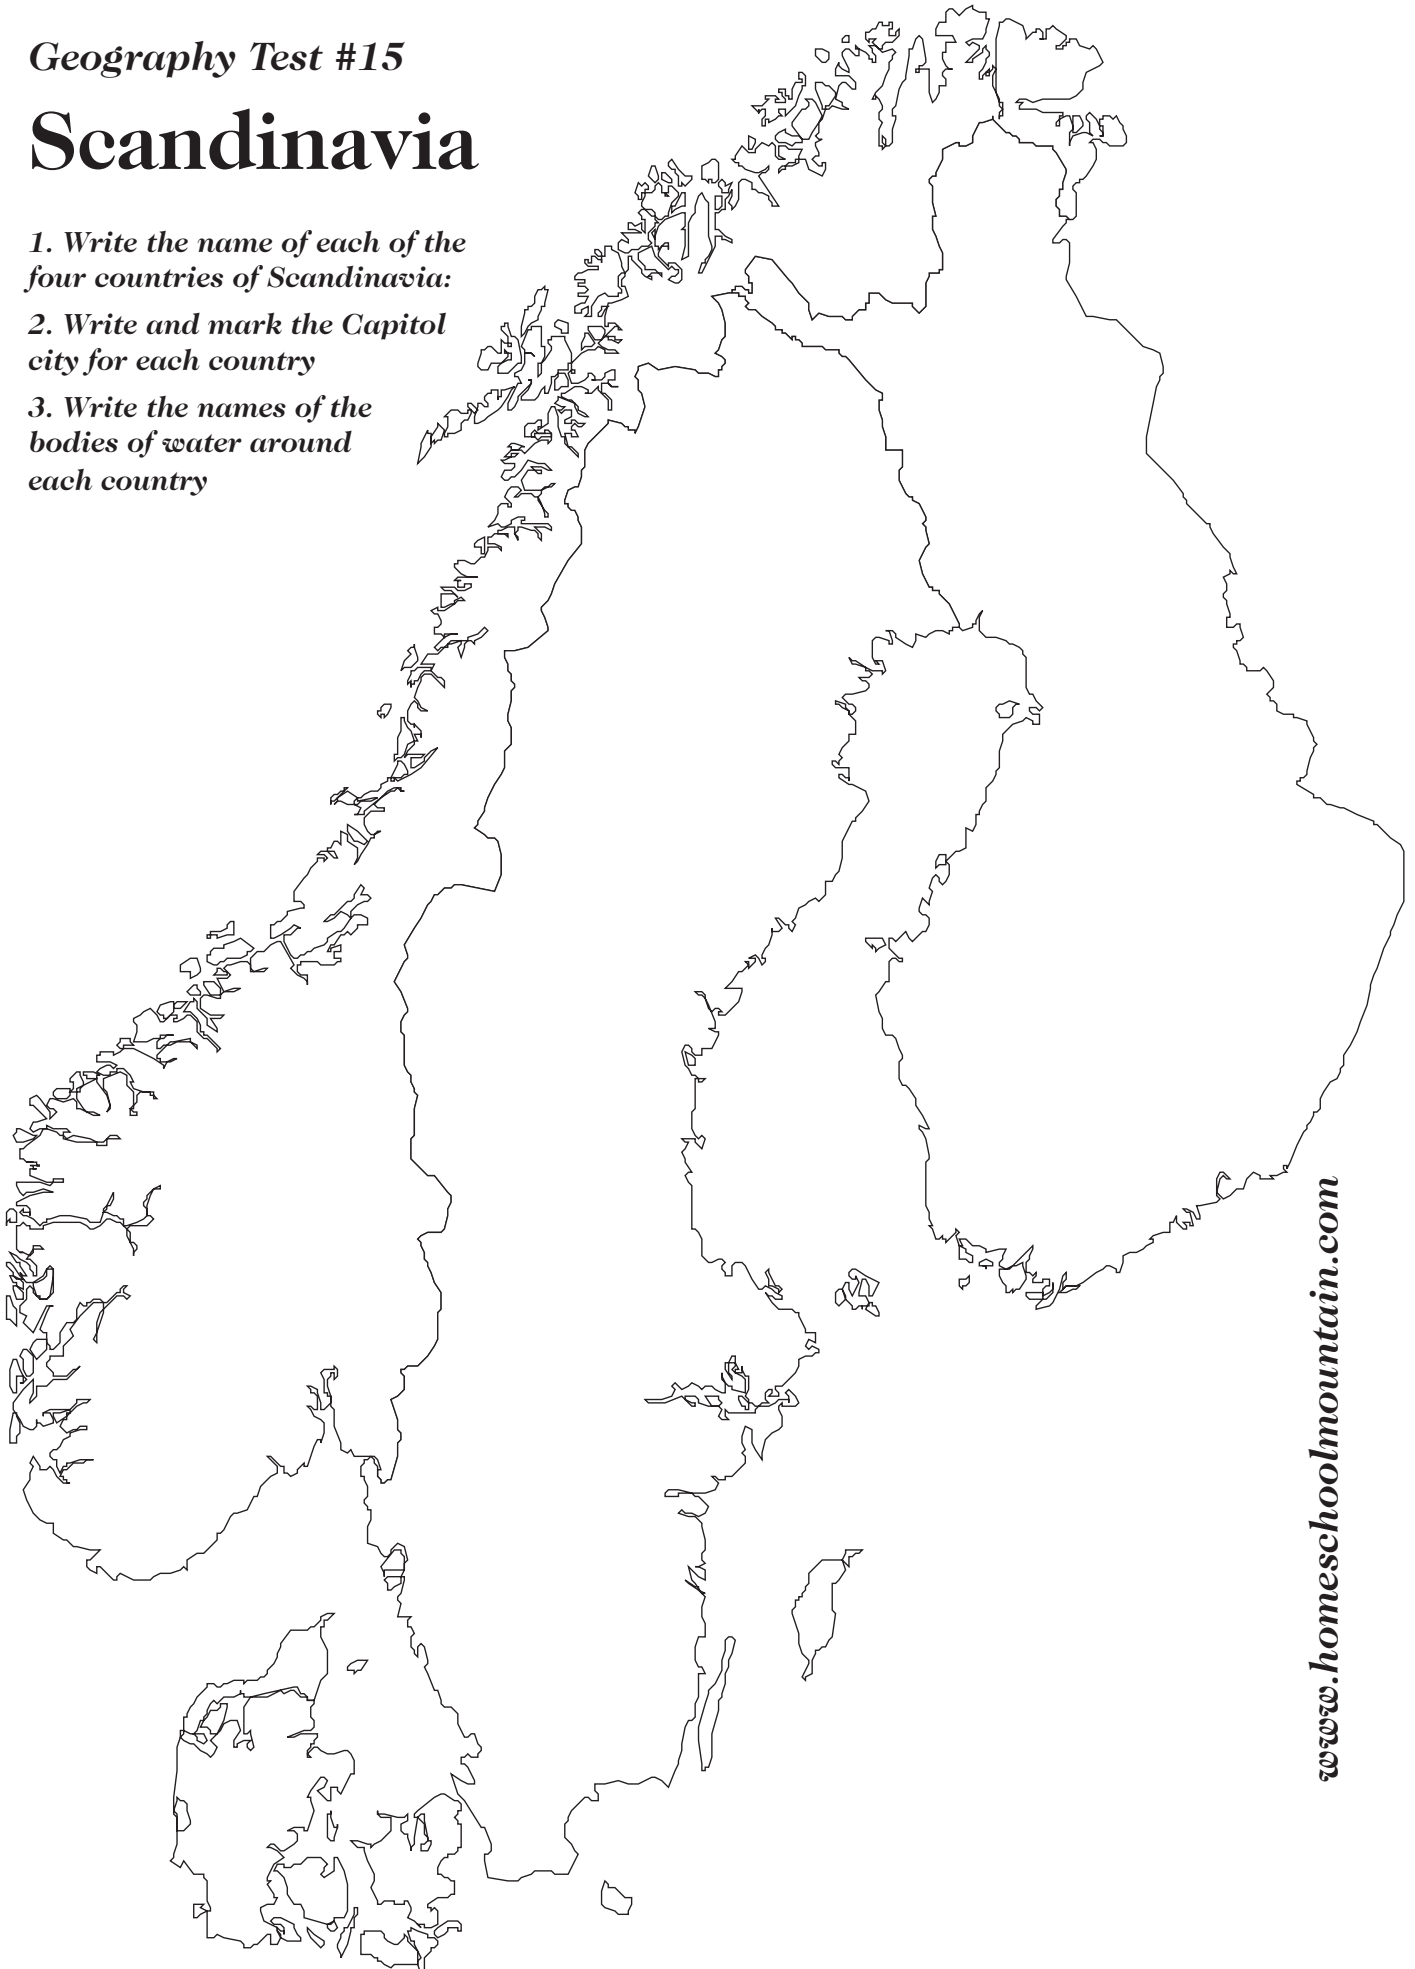 Geography Test #15
Scandinavia
1. Write the name of each of the
four countries of Scandinavia:
2. Write and mark the Capitol
city for each country
3. Write the names of the
bodies of water around
each country
www.homeschoolmountain.com